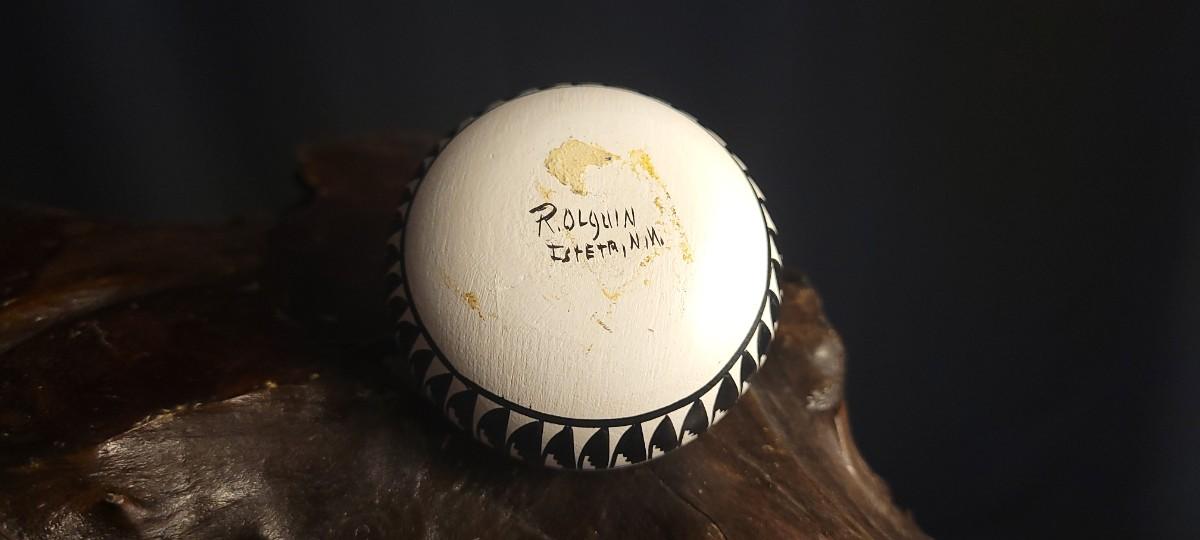 R. OLGUIN
ISLETA, N.M.